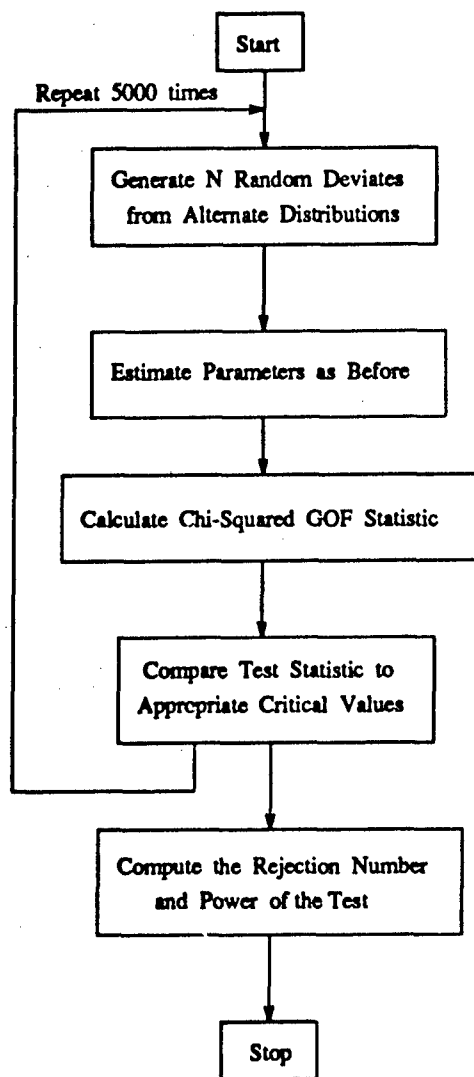 Start
Repeat 5000 times
Generate N Random Deviates
from Alternate Distributions
Estimate Parameters as Before
Calculate Chi-Squared GOF Statistic
Compare Test Statistic to
Appropriate Critical Values
Compute the Rejection Number
and Power of the Test
Stop